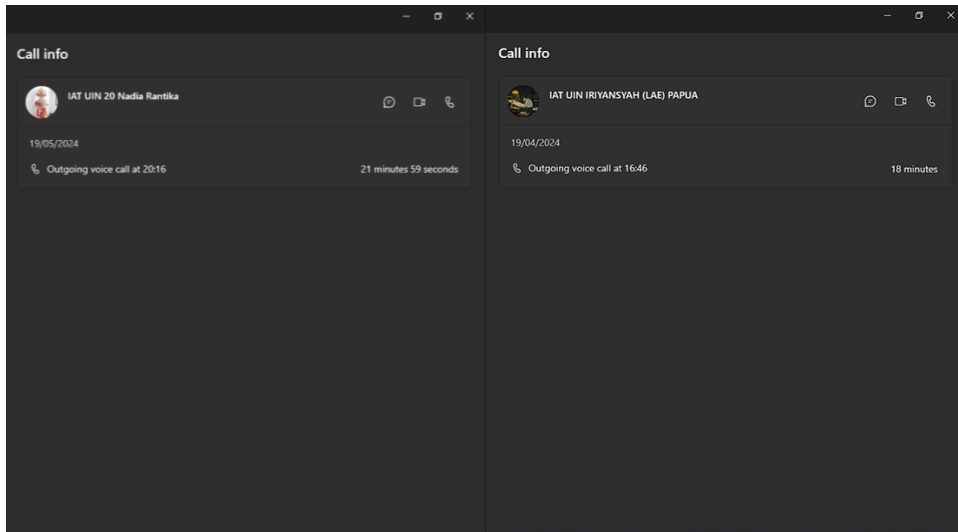 Call info
IAT UIN 20 Nadia Rantika
19/05/2024
Outgoing voice call at 20:16
21 minutes 59 seconds
Call info
IAT UIN IRIYANSYAH (LAE) PAPUA
19/04/2024
Outgoing voice call at 16:46
18 minutes